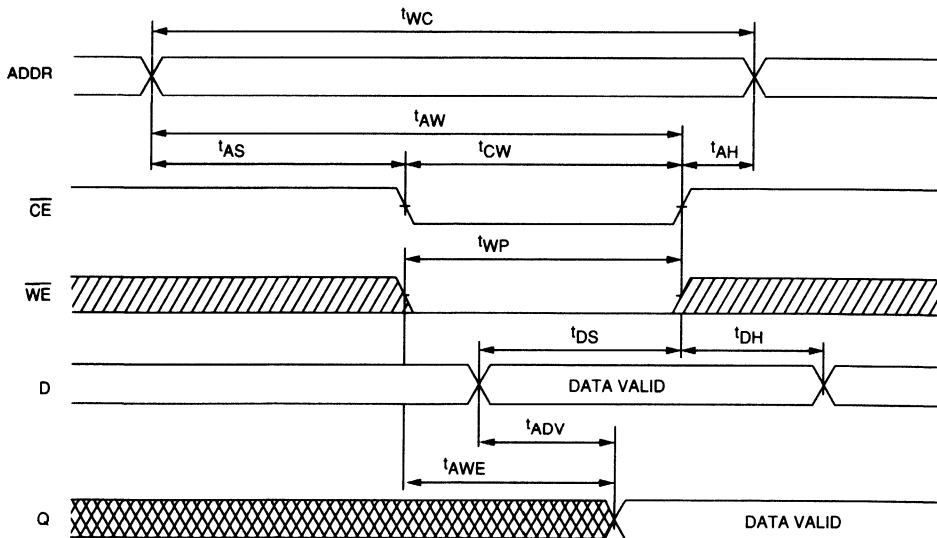 tWC
ADDR
tAW
tAS
tCW
tAH
CE
tWP
WE
tDS
tDH
D
DATA VALID
tADV
tAWE
Q
DATA VALID